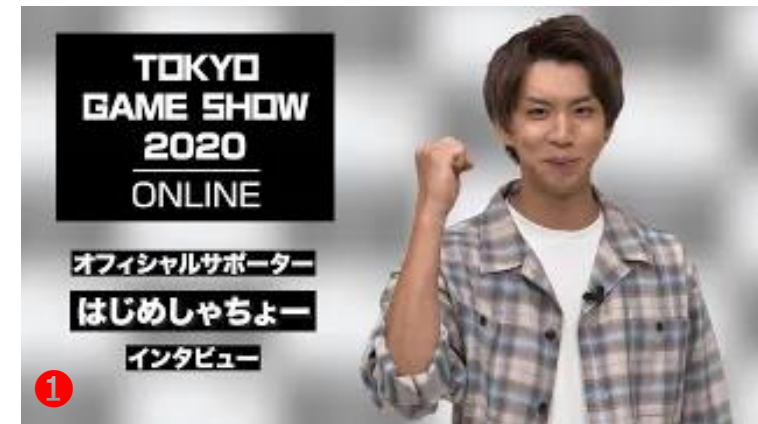 TOKYO
GAME SHOW
2020
ONLINE
オフィシャルサポーター
はじめしゃちょー
インタビュー
1